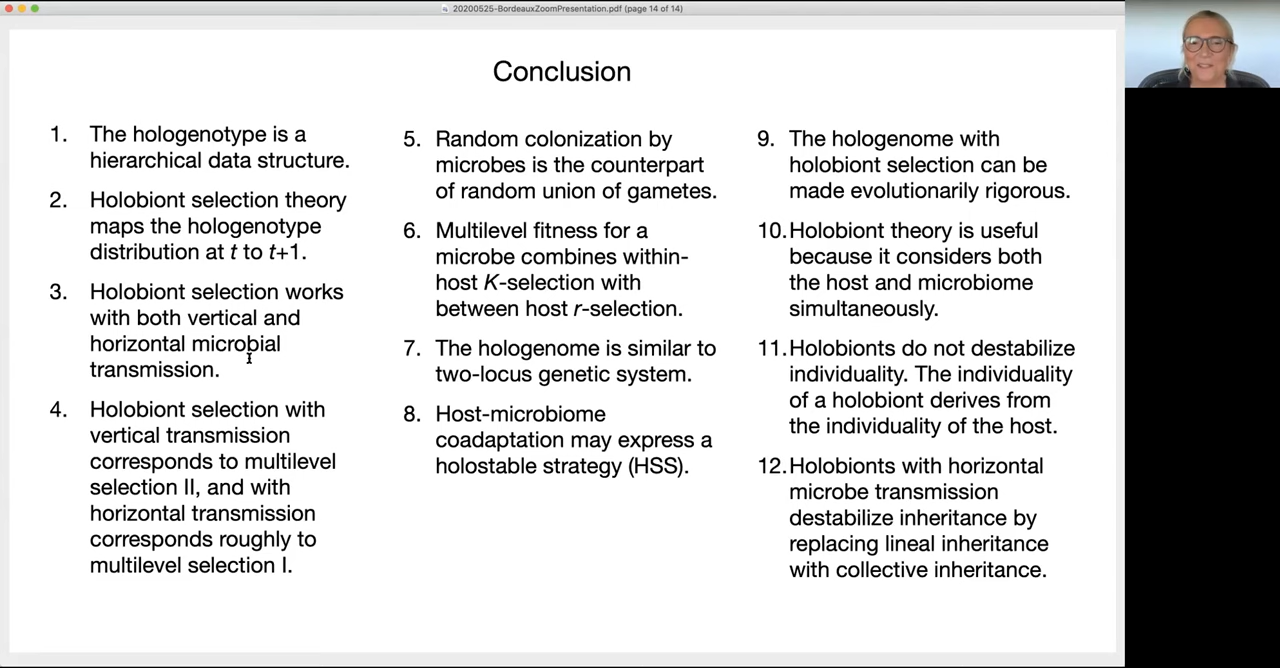 20200525-BordeauxZoomPresentation.pdf (page 14 of 14)
Conclusion
1. The hologenotype is a
hierarchical data structure.
2. Holobiont selection theory
maps the hologenotype
distribution at t to t+1.
3. Holobiont selection works
with both vertical and
horizontal microbial
transmission.
4. Holobiont selection with
vertical transmission
corresponds to multilevel
selection II, and with
horizontal transmission
corresponds roughly to
multilevel selection I.
5. Random colonization by
microbes is the counterpart
of random union of gametes.
6. Multilevel fitness for a
microbe combines within-
host K-selection with
between host r-selection.
7. The hologenome is similar to
two-locus genetic system.
8. Host-microbiome
coadaptation may express a
holostable strategy (HSS).
9. The hologenome with
holobiont selection can be
made evolutionarily rigorous.
10. Holobiont theory is useful
because it considers both
the host and microbiome
simultaneously.
11. Holobionts do not destabilize
individuality. The individuality
of a holobiont derives from
the individuality of the host.
12. Holobionts with horizontal
microbe transmission
destabilize inheritance by
replacing lineal inheritance
with collective inheritance.